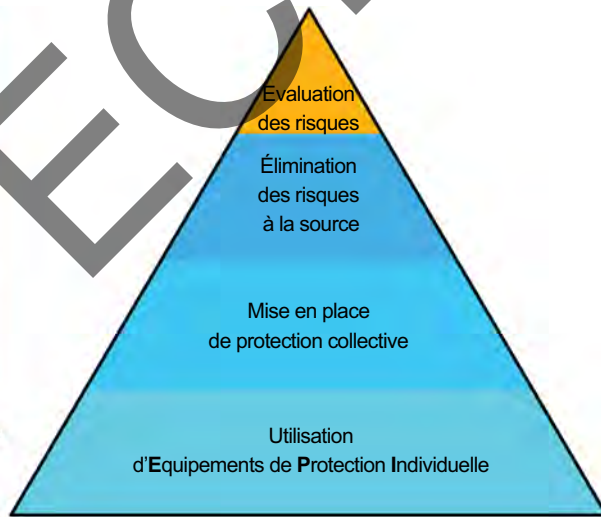 Evaluation
des risques
Élimination
des risques
à la source
Mise en place
de protection collective
Utilisation
d'Equipements de Protection Individuelle